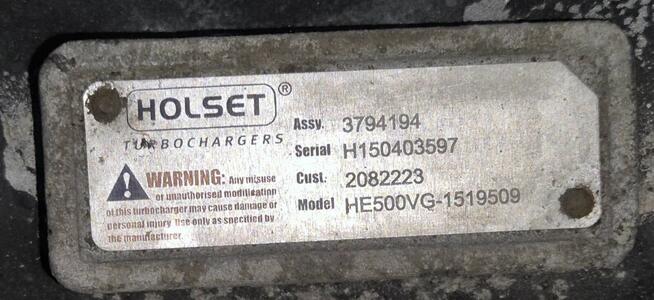 HOLSET ®
TURBOCHARGERS
WARNING: Any misuse
or unauthorised modification
of this turbocharger may cause damage or
personal injury. Use only as specified by
the manufacturer.
Assy. 3794194
Serial H150403597
Cust. 2082223
Model HE500VG-1519509